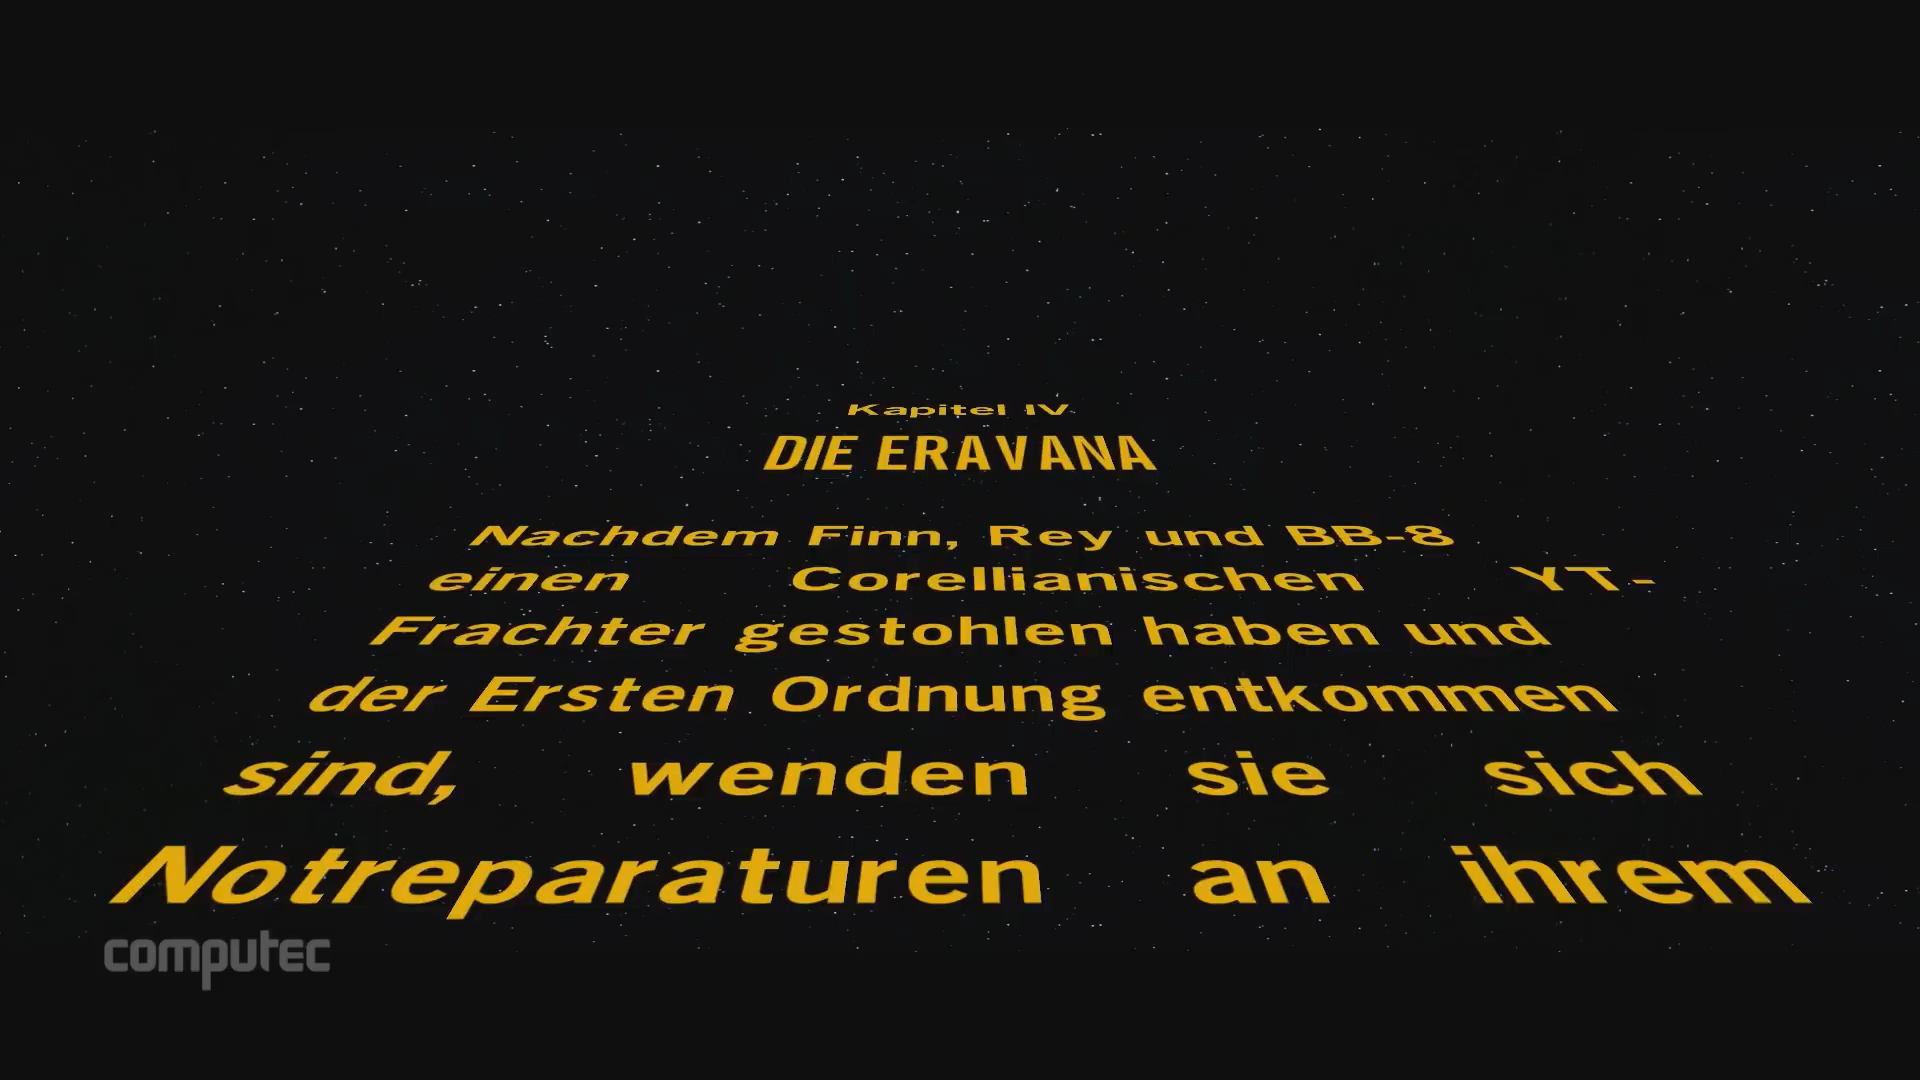 Kapitel IV
DIE ERAVANA
Nachdem Finn, Rey und BB-8
einen Corellianischen YT-
Frachter gestohlen haben und
der Ersten Ordnung entkommen
sind, wenden sie sich
Notreparaturen an ihrem
computec